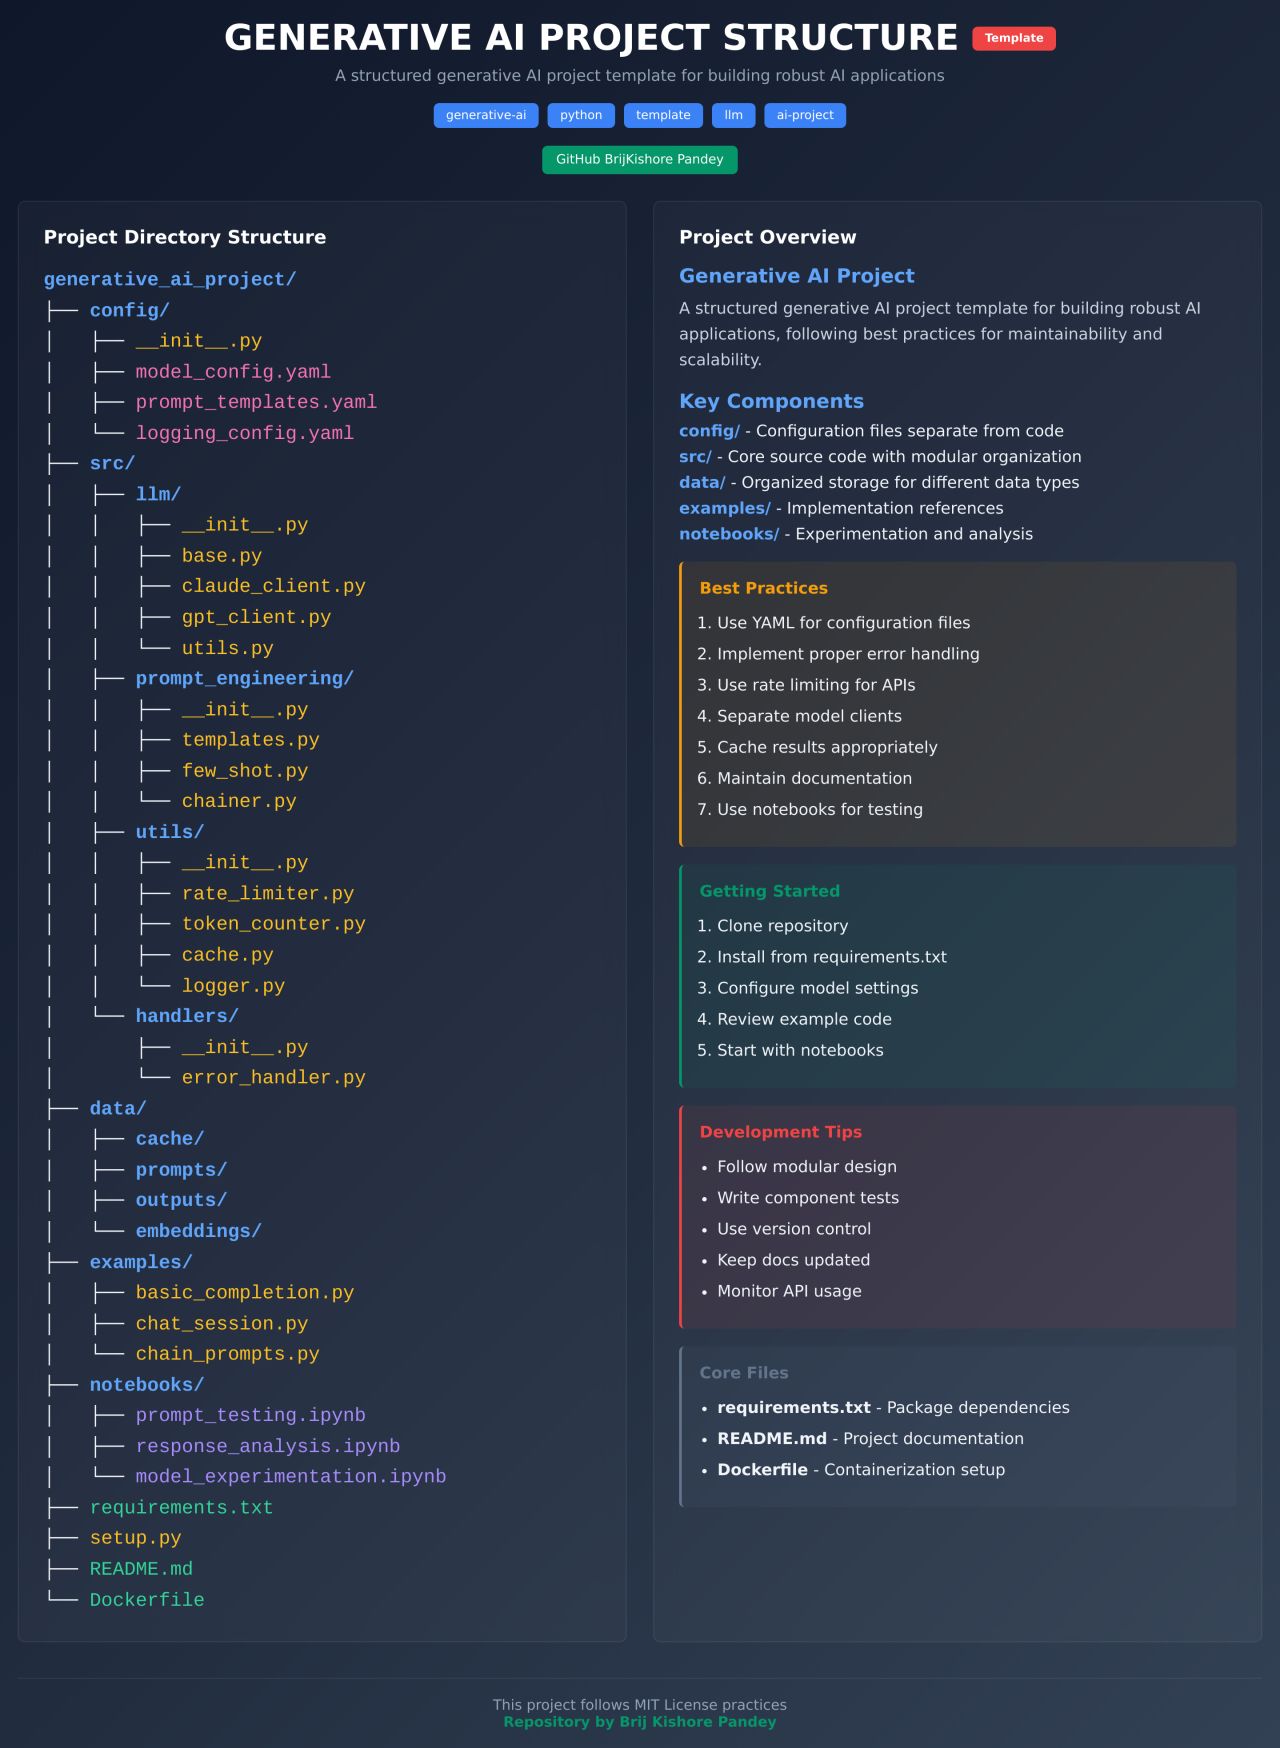 GENERATIVE AI PROJECT STRUCTURE Template
A structured generative AI project template for building robust AI applications
generative-ai python template llm ai-project
GitHub BrijKishore Pandey
Project Directory Structure
generative_ai_project/
├── config/
│   ├── __init__.py
│   ├── model_config.yaml
│   ├── prompt_templates.yaml
│   └── logging_config.yaml
├── src/
│   ├── llm/
│   │   ├── __init__.py
│   │   ├── base.py
│   │   ├── claude_client.py
│   │   ├── gpt_client.py
│   │   └── utils.py
│   ├── prompt_engineering/
│   │   ├── __init__.py
│   │   ├── templates.py
│   │   ├── few_shot.py
│   │   └── chainer.py
│   ├── utils/
│   │   ├── __init__.py
│   │   ├── rate_limiter.py
│   │   ├── token_counter.py
│   │   ├── cache.py
│   │   └── logger.py
│   └── handlers/
│       ├── __init__.py
│       └── error_handler.py
├── data/
│   ├── cache/
│   ├── prompts/
│   ├── outputs/
│   └── embeddings/
├── examples/
│   ├── basic_completion.py
│   ├── chat_session.py
│   └── chain_prompts.py
├── notebooks/
│   ├── prompt_testing.ipynb
│   ├── response_analysis.ipynb
│   └── model_experimentation.ipynb
├── requirements.txt
├── setup.py
├── README.md
└── Dockerfile
Project Overview
Generative AI Project
A structured generative AI project template for building robust AI
applications, following best practices for maintainability and
scalability.
Key Components
config/ - Configuration files separate from code
src/ - Core source code with modular organization
data/ - Organized storage for different data types
examples/ - Implementation references
notebooks/ - Experimentation and analysis
Best Practices
1. Use YAML for configuration files
2. Implement proper error handling
3. Use rate limiting for APIs
4. Separate model clients
5. Cache results appropriately
6. Maintain documentation
7. Use notebooks for testing
Getting Started
1. Clone repository
2. Install from requirements.txt
3. Configure model settings
4. Review example code
5. Start with notebooks
Development Tips
• Follow modular design
• Write component tests
• Use version control
• Keep docs updated
• Monitor API usage
Core Files
• requirements.txt - Package dependencies
• README.md - Project documentation
• Dockerfile - Containerization setup
This project follows MIT License practices
Repository by Brij Kishore Pandey